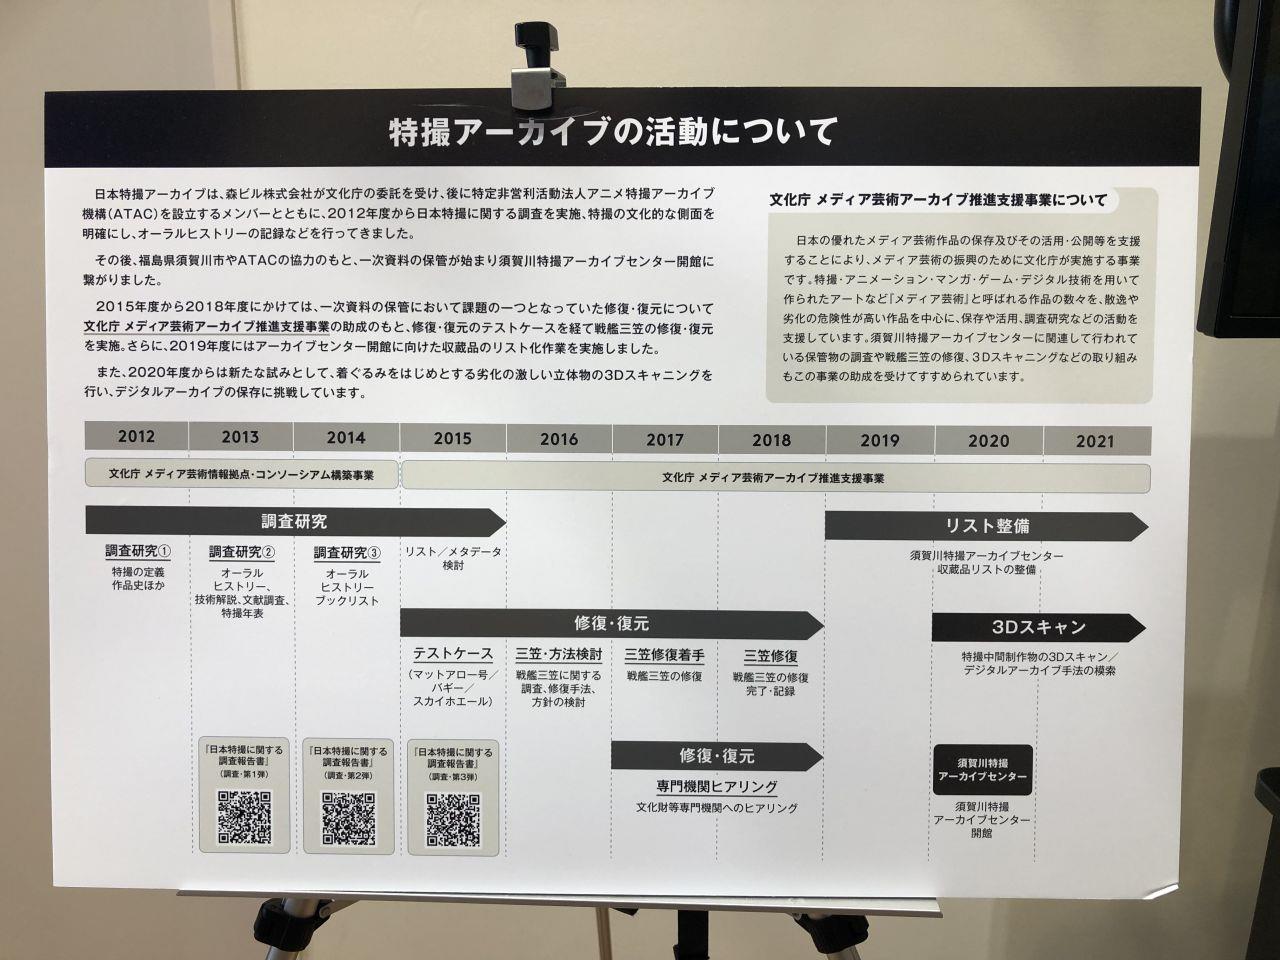 特撮アーカイブの活動について
日本特撮アーカイブは、森ビル株式会社が文化庁の委託を受け、後に特定非営利活動法人アニメ特撮アーカイブ
機構(ATAC)を設立するメンバーとともに、2012年度から日本特撮に関する調査を実施、特撮の文化的な側面を
明確にし、オーラルヒストリーの記録などを行ってきました。
その後、福島県須賀川市やATACの協力のもと、一次資料の保管が始まり須賀川特撮アーカイブセンター開館に
繋がりました。
2015年度から2018年度にかけては、一次資料の保管において課題の一つとなっていた修復・復元について
文化庁 メディア芸術アーカイブ推進支援事業の助成のもと、修復・復元のテストケースを経て戦艦三笠の修復・復元
を実施。さらに、2019年度にはアーカイブセンター開館に向けた収蔵品のリスト化作業を実施しました。
また、2020年度からは新たな試みとして、着ぐるみをはじめとする劣化の激しい立体物の3Dスキャニングを
行い、デジタルアーカイブの保存に挑戦しています。
文化庁 メディア芸術アーカイブ推進支援事業について
日本の優れたメディア芸術作品の保存及びその活用・公開等を支援
することにより、メディア芸術の振興のために文化庁が実施する事業
です。特撮・アニメーション・マンガ・ゲーム・デジタル技術を用いて
作られたアートなど『メディア芸術』と呼ばれる作品の数々を、散逸や
劣化の危険性が高い作品を中心に、保存や活用、調査研究などの活動を
支援しています。須賀川特撮アーカイブセンターに関連して行われて
いる保管物の調査や戦艦三笠の修復、3Dスキャニングなどの取り組み
もこの事業の助成を受けてすすめられています。
2012 2013 2014 2015 2016 2017 2018 2019 2020 2021
文化庁 メディア芸術情報拠点・コンソーシアム構築事業
文化庁 メディア芸術アーカイブ推進支援事業
調査研究
調査研究①
特撮の定義
作品史ほか
調査研究②
オーラル
ヒストリー、
技術解説、文献調査、
特撮年表
調査研究③
オーラル
ヒストリー
ブックリスト
リスト／メタデータ
検討
リスト整備
須賀川特撮アーカイブセンター
収蔵品リストの整備
修復・復元
テストケース
(マットアロー号／
バギー／
スカイホエール)
三笠・方法検討
戦艦三笠に関する
調査、修復手法、
方針の検討
三笠修復着手
戦艦三笠の修復
三笠修復
戦艦三笠の修復
完了・記録
3Dスキャン
特撮中間制作物の3Dスキャン／
デジタルアーカイブ手法の模索
『日本特撮に関する
調査報告書』
(調査・第1弾)
『日本特撮に関する
調査報告書』
(調査・第2弾)
『日本特撮に関する
調査報告書』
(調査・第3弾)
修復・復元
専門機関ヒアリング
文化財等専門機関へのヒアリング
須賀川特撮
アーカイブセンター
須賀川特撮
アーカイブセンター
開館